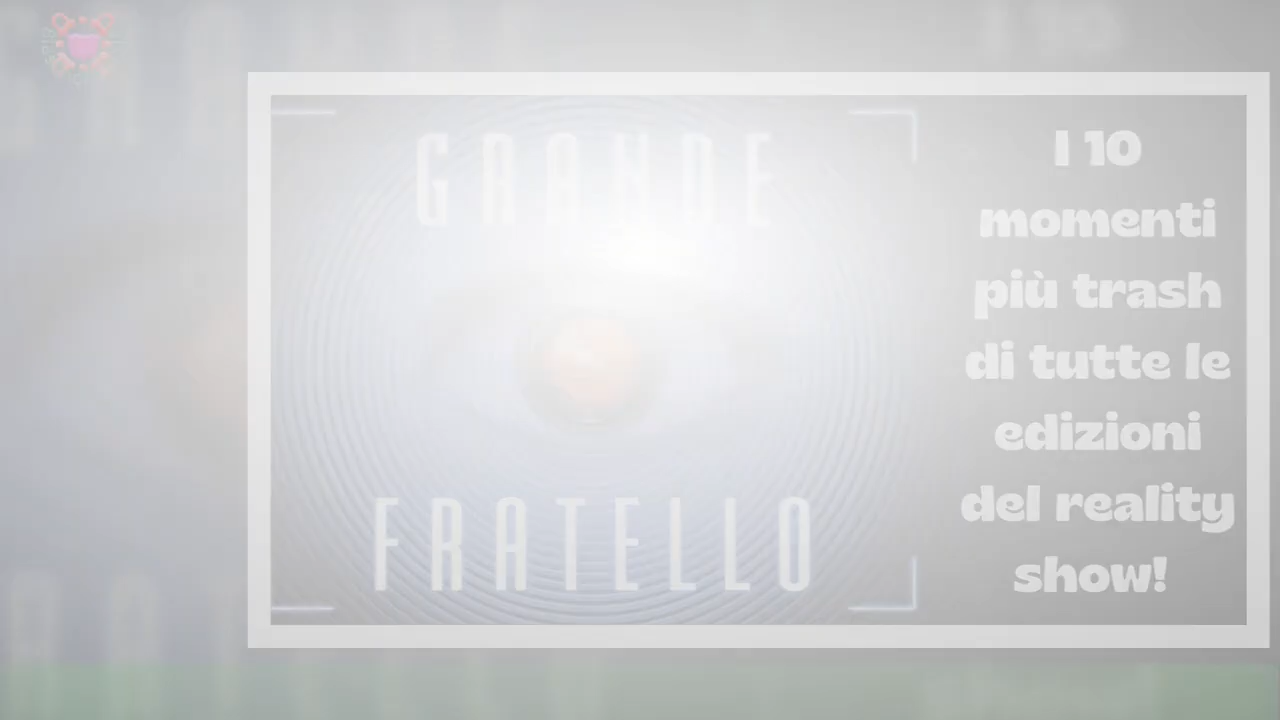 GRANDE
FRATELLO
I 10
momenti
più trash
di tutte le
edizioni
del reality
show!